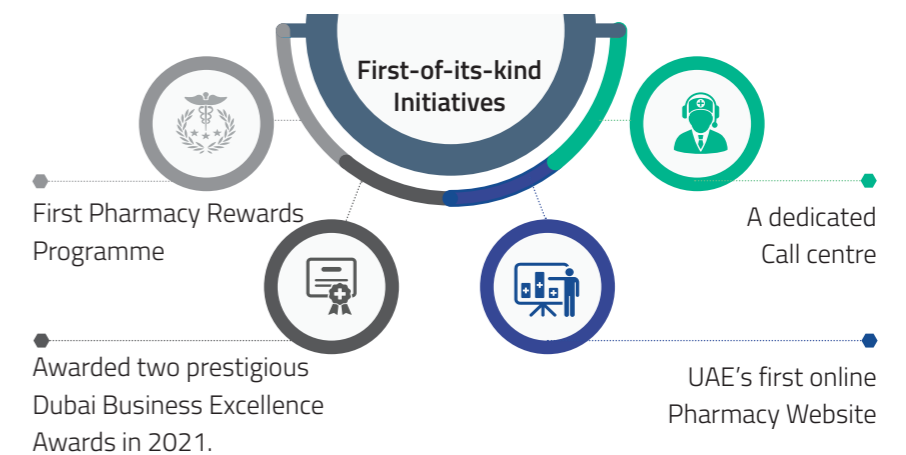 First-of-its-kind
Initiatives
First Pharmacy Rewards
Programme
Awarded two prestigious
Dubai Business Excellence
Awards in 2021.
A dedicated
Call centre
UAE’s first online
Pharmacy Website